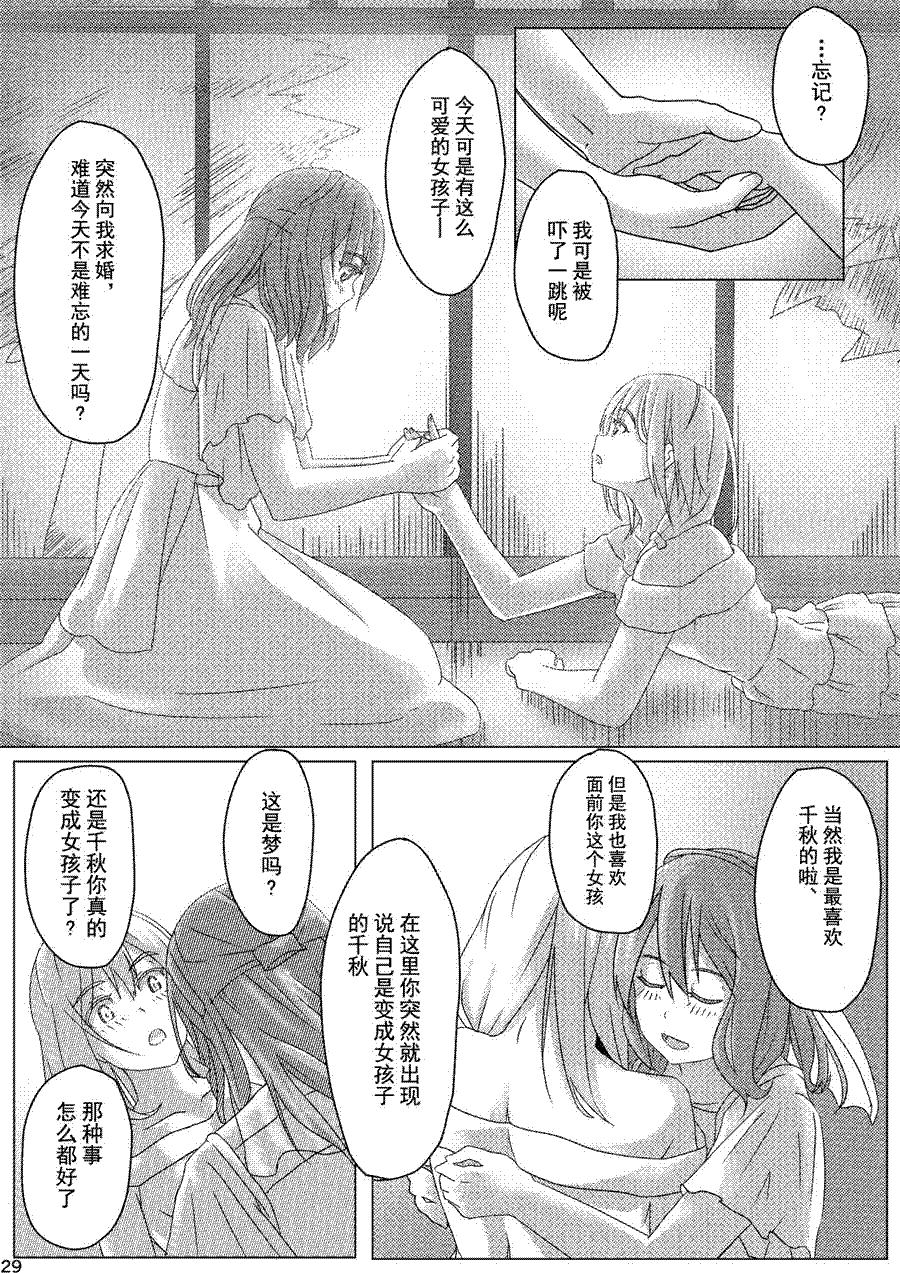 …忘记?
我可是被
吓了一跳呢
今天可是有这么
可爱的女孩子——
突然向我求婚，
难道今天不是难忘的一天吗?
当然我是最喜欢
千秋的啦、
但是我也喜欢
面前你这个女孩
在这里你突然就出现
说自己是变成女孩子
的千秋
这是梦吗?
还是千秋你真的
变成女孩子了?
那种事
怎么都好了
29